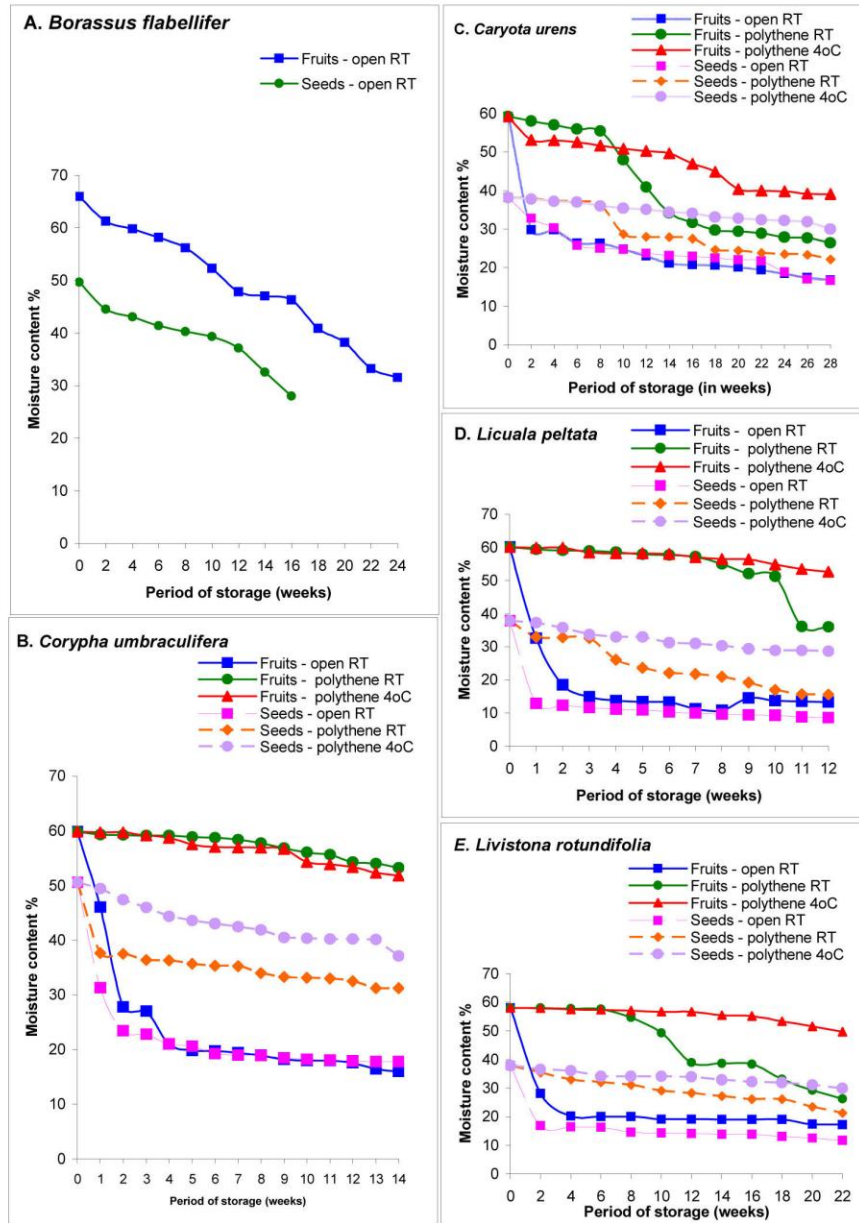 A. Borassus flabellifer
Fruits - open RT
Seeds - open RT
Moisture content %
70
60
50
40
30
20
10
0
0 2 4 6 8 10 12 14 16 18 20 22 24
Period of storage (weeks)
B. Corypha umbraculifera
Fruits - open RT
Fruits - polythene RT
Fruits - polythene 4oC
Seeds - open RT
Seeds - polythene RT
Seeds - polythene 4oC
Moisture content %
70
60
50
40
30
20
10
0
0 1 2 3 4 5 6 7 8 9 10 11 12 13 14
Period of storage (weeks)
C. Caryota urens
Fruits - open RT
Fruits - polythene RT
Fruits - polythene 4oC
Seeds - open RT
Seeds - polythene RT
Seeds - polythene 4oC
Moisture content %
60
50
40
30
20
10
0
0 2 4 6 8 10 12 14 16 18 20 22 24 26 28
Period of storage (in weeks)
D. Licuala peltata
Fruits - open RT
Fruits - polythene RT
Fruits - polythene 4oC
Seeds - open RT
Seeds - polythene RT
Seeds - polythene 4oC
Moisture content %
70
60
50
40
30
20
10
0
0 1 2 3 4 5 6 7 8 9 10 11 12
Period of storage (weeks)
E. Livistona rotundifolia
Fruits - open RT
Fruits - polythene RT
Fruits - polythene 4oC
Seeds - open RT
Seeds - polythene RT
Seeds - polythene 4oC
Moisture content %
70
60
50
40
30
20
10
0
0 2 4 6 8 10 12 14 16 18 20 22
Period of storage (weeks)